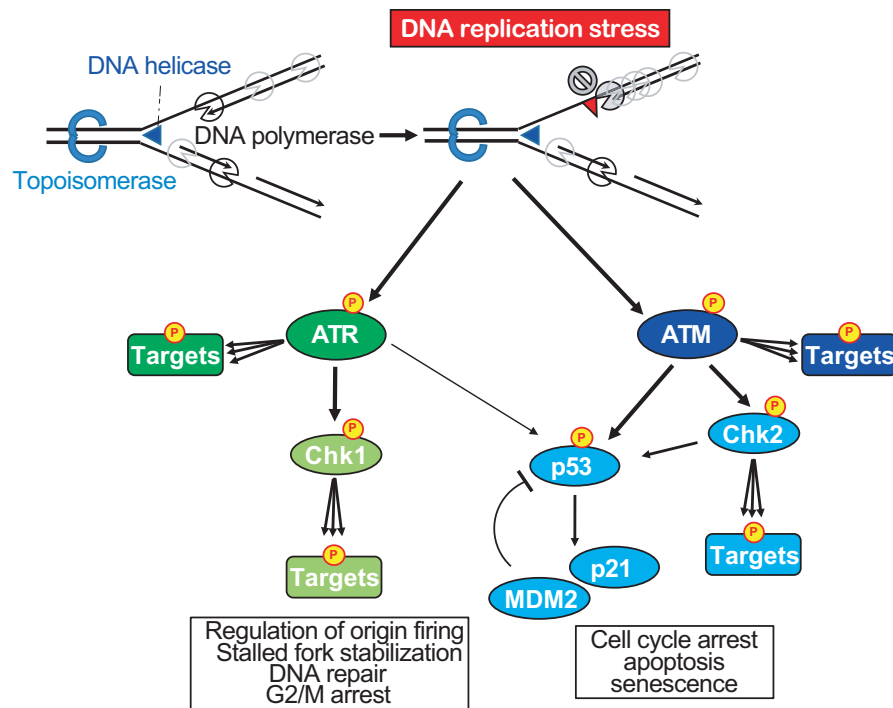 DNA replication stress
DNA helicase
DNA polymerase
Topoisomerase
P
ATR
P
Targets
P
ATM
P
Targets
P
Chk1
P
p53
P
Chk2
P
Targets
P
Targets
p21
MDM2
Regulation of origin firing
Stalled fork stabilization
DNA repair
G2/M arrest
Cell cycle arrest
apoptosis
senescence